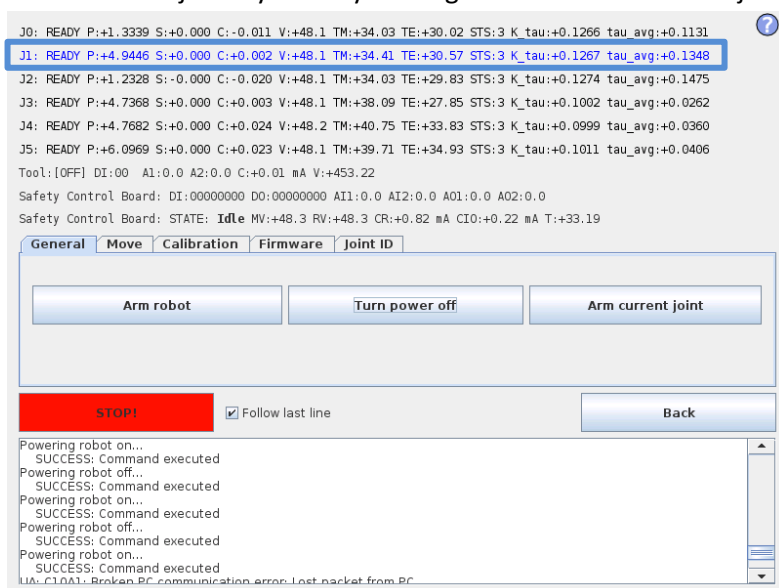 J0: READY P:+1.3339 S:+0.000 C:-0.011 V:+48.1 TM:+34.03 TE:+30.02 STS:3 K_tau:+0.1266 tau_avg:+0.1131
?
J1: READY P:+4.9446 S:+0.000 C:+0.002 V:+48.1 TM:+34.41 TE:+30.57 STS:3 K_tau:+0.1267 tau_avg:+0.1348
J2: READY P:+1.2328 S:-0.000 C:-0.020 V:+48.1 TM:+34.03 TE:+29.83 STS:3 K_tau:+0.1274 tau_avg:+0.1475
J3: READY P:+4.7368 S:+0.000 C:+0.003 V:+48.1 TM:+38.09 TE:+27.85 STS:3 K_tau:+0.1002 tau_avg:+0.0262
J4: READY P:+4.7682 S:+0.000 C:+0.024 V:+48.2 TM:+40.75 TE:+33.83 STS:3 K_tau:+0.0999 tau_avg:+0.0360
J5: READY P:+6.0969 S:+0.000 C:+0.023 V:+48.1 TM:+39.71 TE:+34.93 STS:3 K_tau:+0.1011 tau_avg:+0.0406
Tool:[OFF] DI:00 A1:0.0 A2:0.0 C:+0.01 mA V:+453.22
Safety Control Board: DI:00000000 DO:00000000 AI1:0.0 AI2:0.0 AO1:0.0 AO2:0.0
Safety Control Board: STATE: Idle MV:+48.3 RV:+48.3 CR:+0.82 mA CIO:+0.22 mA T:+33.19
General Move Calibration Firmware Joint ID
Arm robot Turn power off Arm current joint
STOP! Follow last line Back
Powering robot on...
SUCCESS: Command executed
Powering robot off...
SUCCESS: Command executed
Powering robot on...
SUCCESS: Command executed
Powering robot off...
SUCCESS: Command executed
Powering robot on...
SUCCESS: Command executed
UA: C10A1: Broken PC communication error: Lost packet from PC